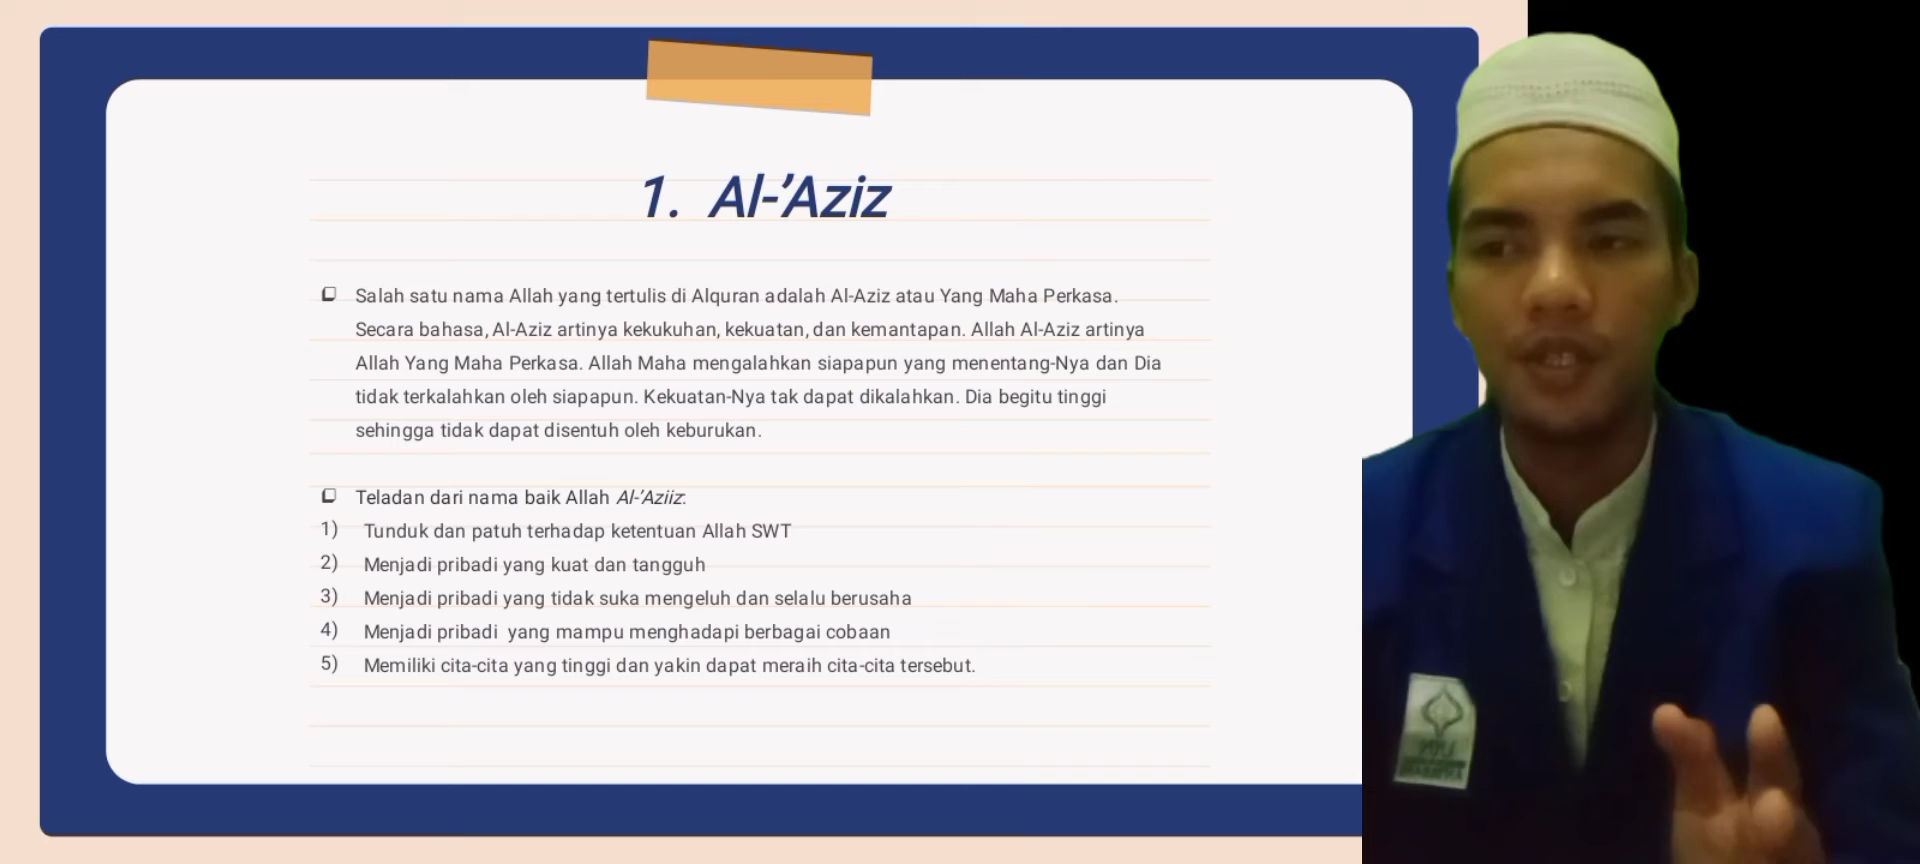 1. Al-’Aziz
Salah satu nama Allah yang tertulis di Alquran adalah Al-Aziz atau Yang Maha Perkasa.
Secara bahasa, Al-Aziz artinya kekukuhan, kekuatan, dan kemantapan. Allah Al-Aziz artinya
Allah Yang Maha Perkasa. Allah Maha mengalahkan siapapun yang menentang-Nya dan Dia
tidak terkalahkan oleh siapapun. Kekuatan-Nya tak dapat dikalahkan. Dia begitu tinggi
sehingga tidak dapat disentuh oleh keburukan.
Teladan dari nama baik Allah Al-’Aziiz:
1) Tunduk dan patuh terhadap ketentuan Allah SWT
2) Menjadi pribadi yang kuat dan tangguh
3) Menjadi pribadi yang tidak suka mengeluh dan selalu berusaha
4) Menjadi pribadi yang mampu menghadapi berbagai cobaan
5) Memiliki cita-cita yang tinggi dan yakin dapat meraih cita-cita tersebut.